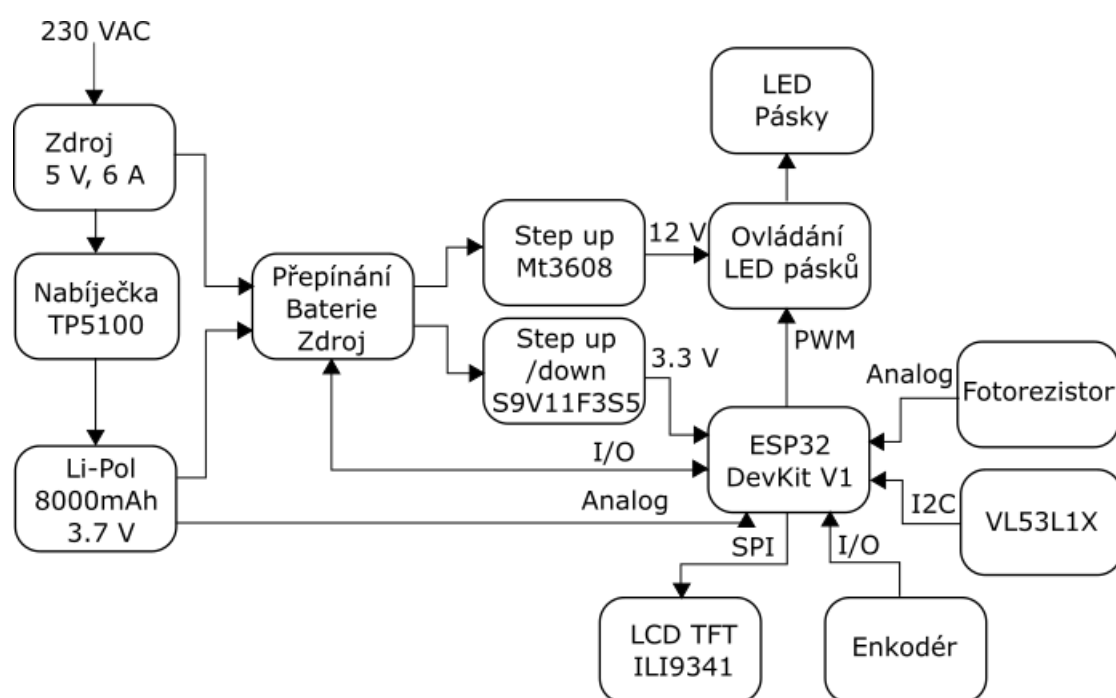 230 VAC
Zdroj
5 V, 6 A
Nabíječka
TP5100
Li-Pol
8000mAh
3.7 V
Přepínání
Baterie
Zdroj
Step up
Mt3608
12 V
Step up
/down
S9V11F3S5
3.3 V
LED
Pásky
Ovládání
LED pásků
PWM
ESP32
DevKit V1
I/O
Analog
Analog
Fotorezistor
I2C
VL53L1X
SPI
I/O
LCD TFT
ILI9341
Enkodér